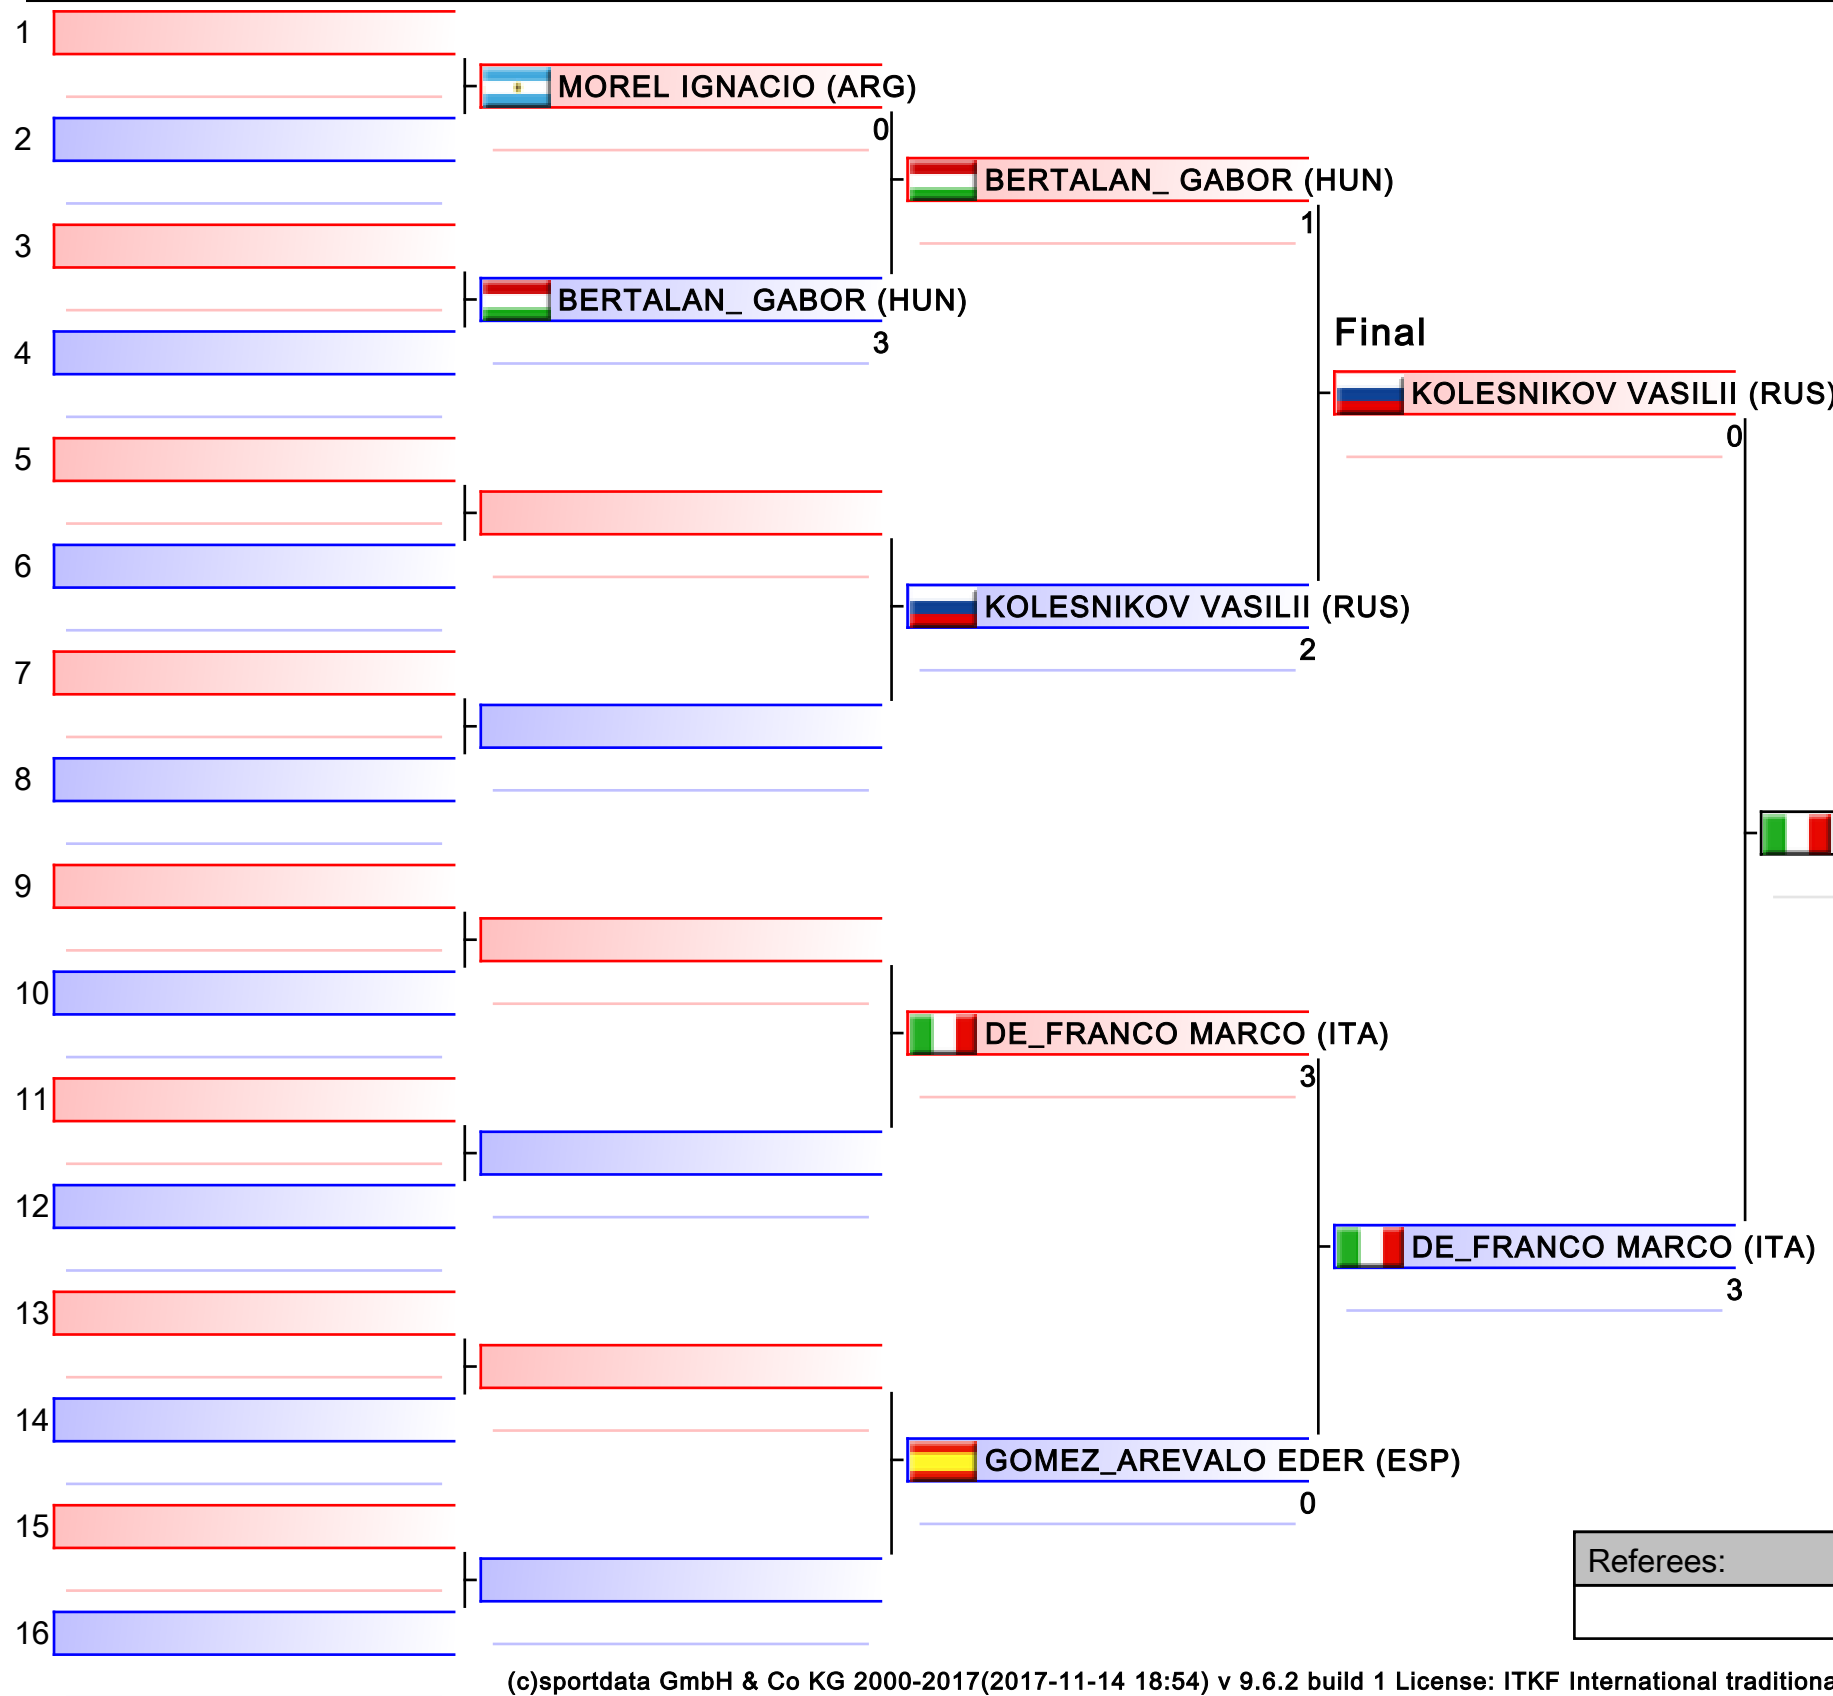 1
MOREL IGNACIO (ARG)
0
2
BERTALAN_ GABOR (HUN)
1
3
BERTALAN_ GABOR (HUN)
3
4
Final
KOLESNIKOV VASILII (RUS)
0
5
6
KOLESNIKOV VASILII (RUS)
2
7
8
9
10
DE_FRANCO MARCO (ITA)
3
11
12
DE_FRANCO MARCO (ITA)
3
13
14
GOMEZ_AREVALO EDER (ESP)
0
15
Referees:
16
(c)sportdata GmbH & Co KG 2000-2017(2017-11-14 18:54) v 9.6.2 build 1 License: ITKF International traditiona